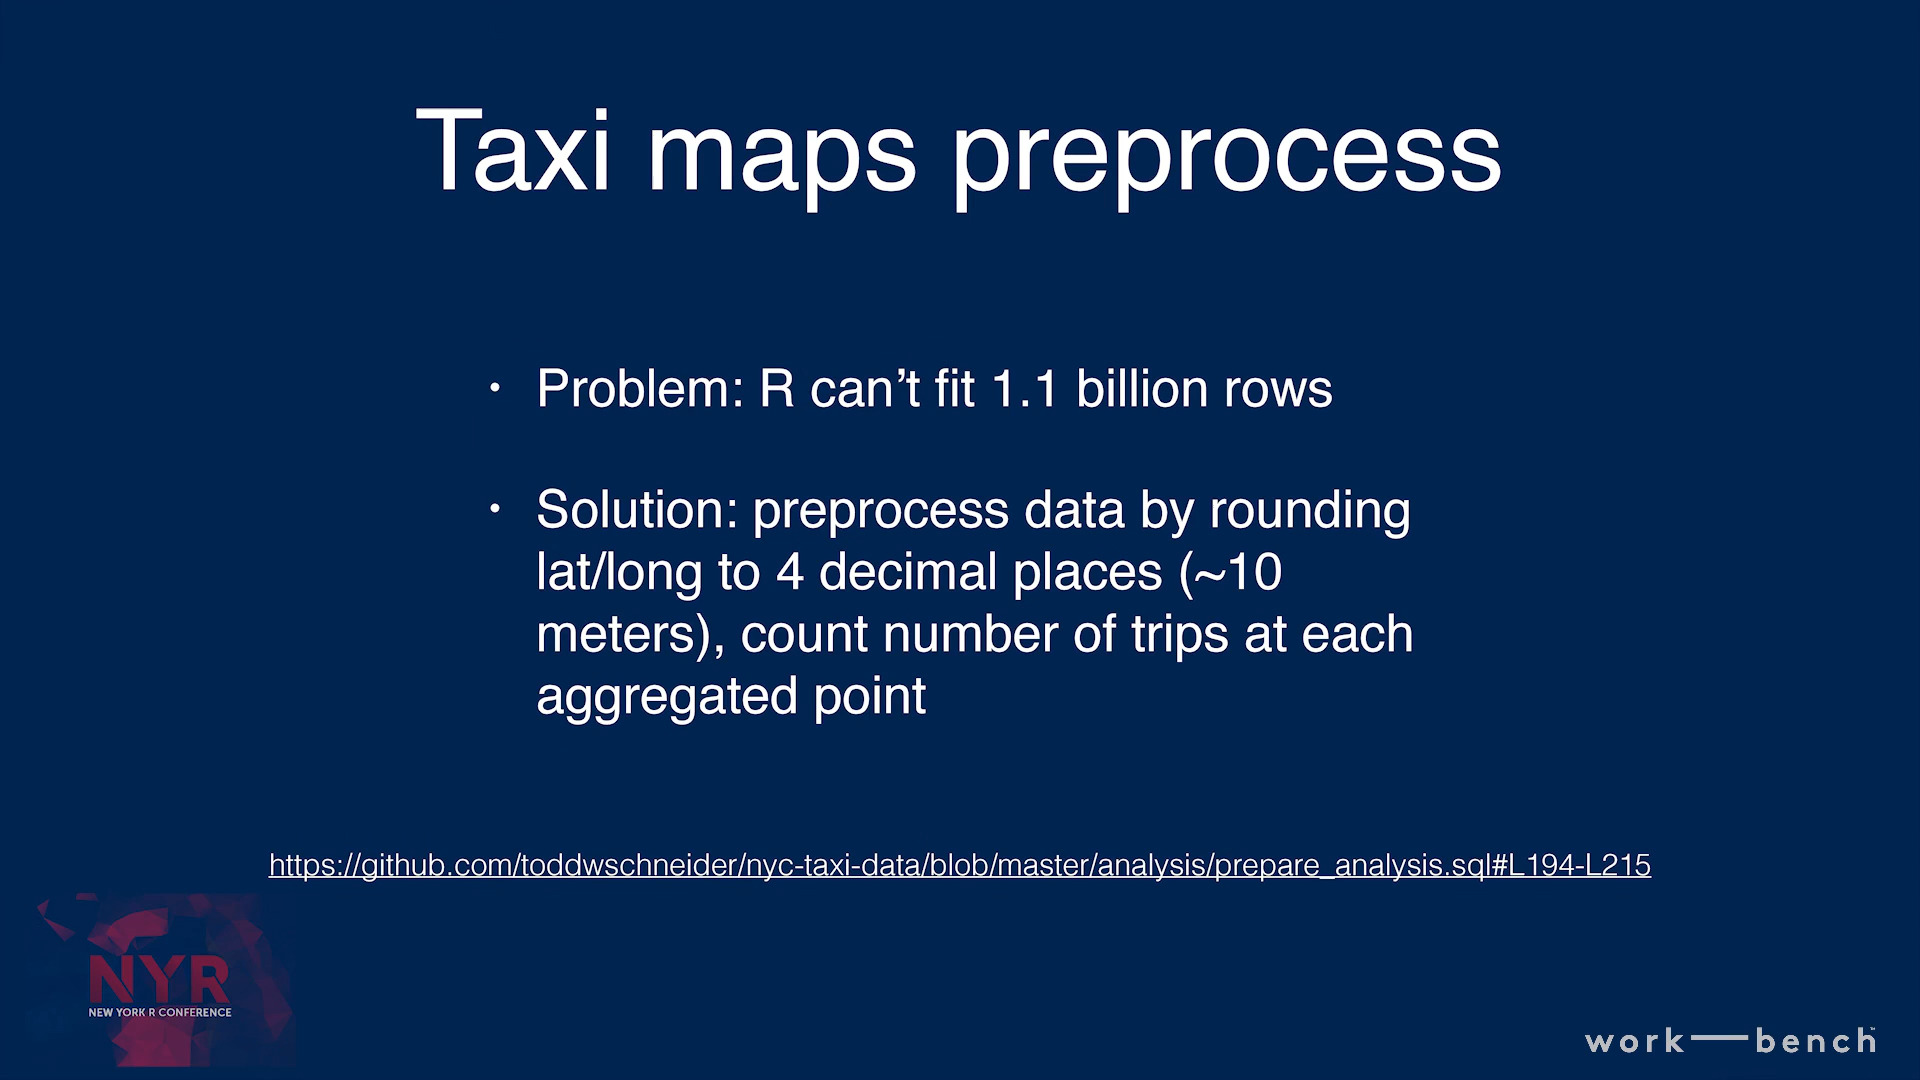 Taxi maps preprocess
• Problem: R can’t fit 1.1 billion rows
• Solution: preprocess data by rounding
lat/long to 4 decimal places (~10
meters), count number of trips at each
aggregated point
https://github.com/toddwschneider/nyc-taxi-data/blob/master/analysis/prepare_analysis.sql#L194-L215
NYR
NEW YORK R CONFERENCE
work—bench™